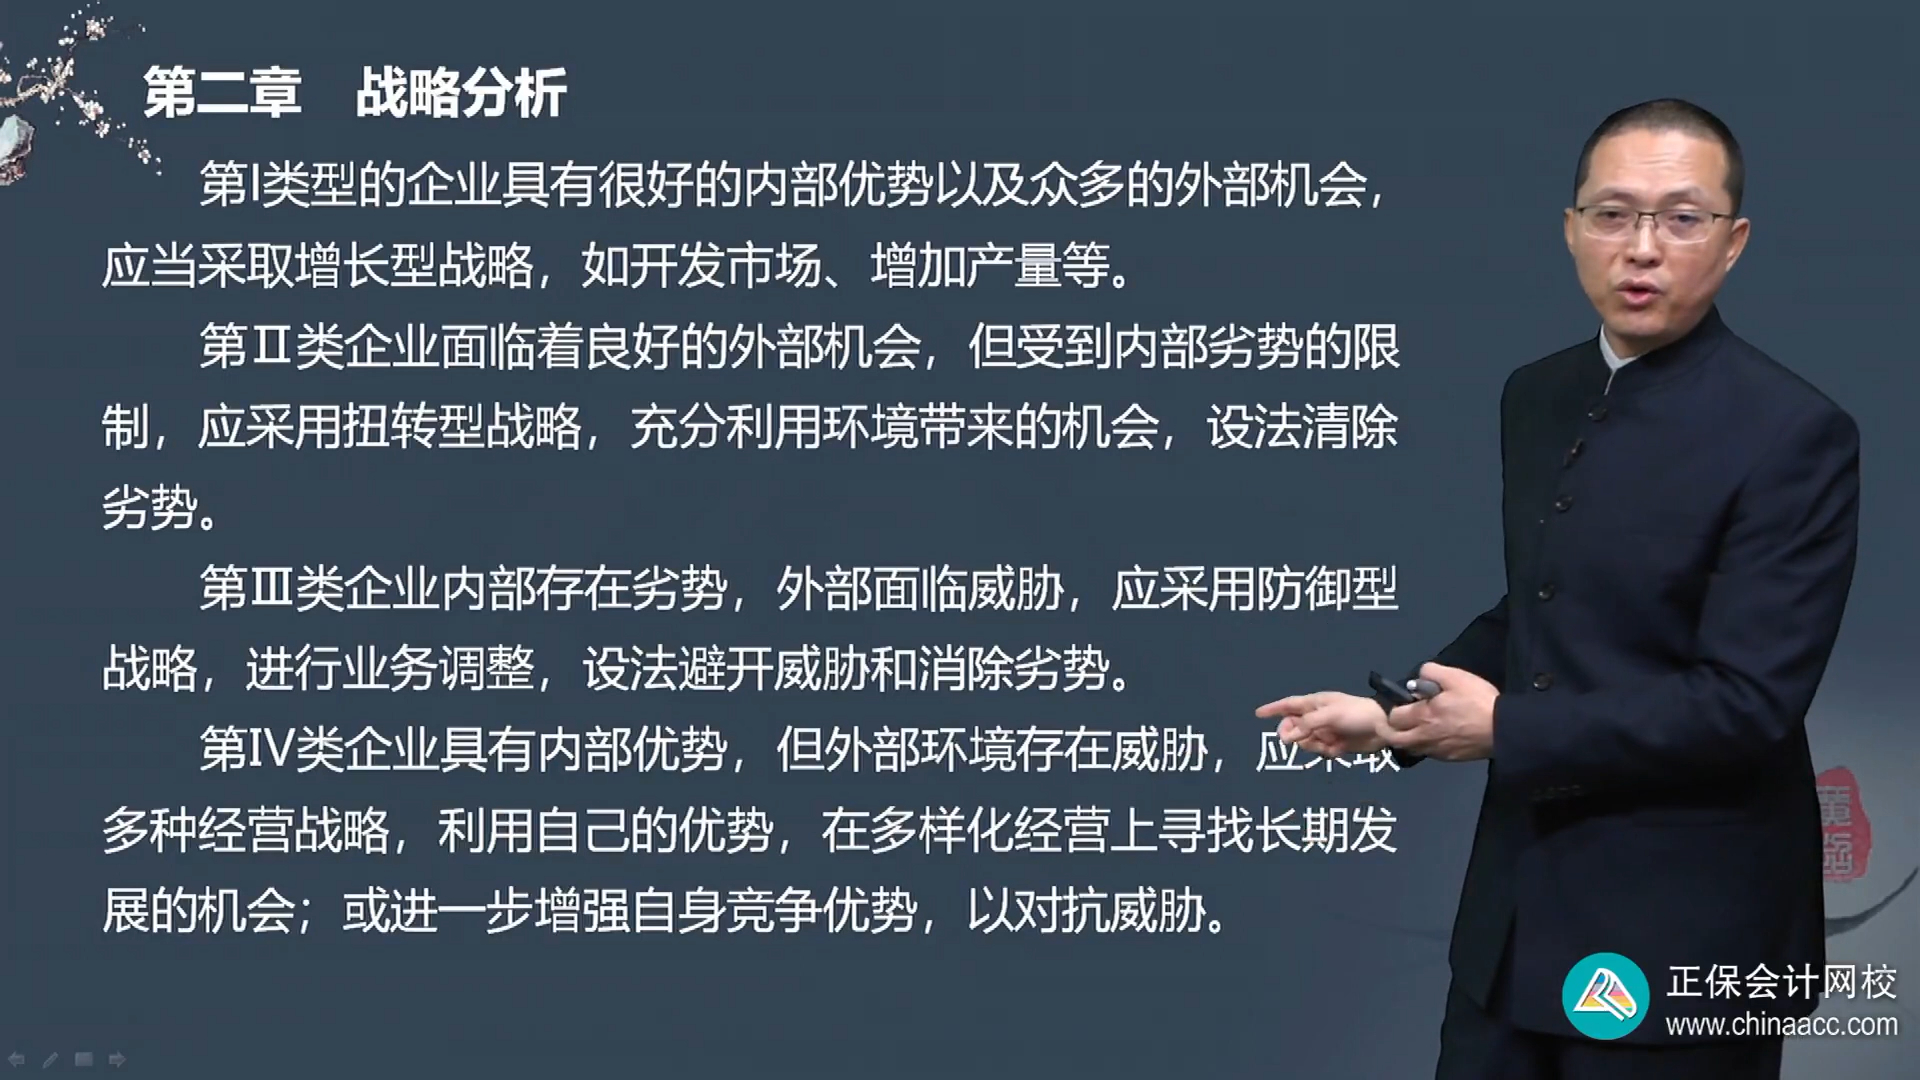 第二章 战略分析
第Ⅰ类型的企业具有很好的内部优势以及众多的外部机会，
应当采取增长型战略，如开发市场、增加产量等。
第Ⅱ类企业面临着良好的外部机会，但受到内部劣势的限
制，应采用扭转型战略，充分利用环境带来的机会，设法清除
劣势。
第Ⅲ类企业内部存在劣势，外部面临威胁，应采用防御型
战略，进行业务调整，设法避开威胁和消除劣势。
第Ⅳ类企业具有内部优势，但外部环境存在威胁，应采取
多种经营战略，利用自己的优势，在多样化经营上寻找长期发
展的机会；或进一步增强自身竞争优势，以对抗威胁。
正保会计网校
www.chinaacc.com